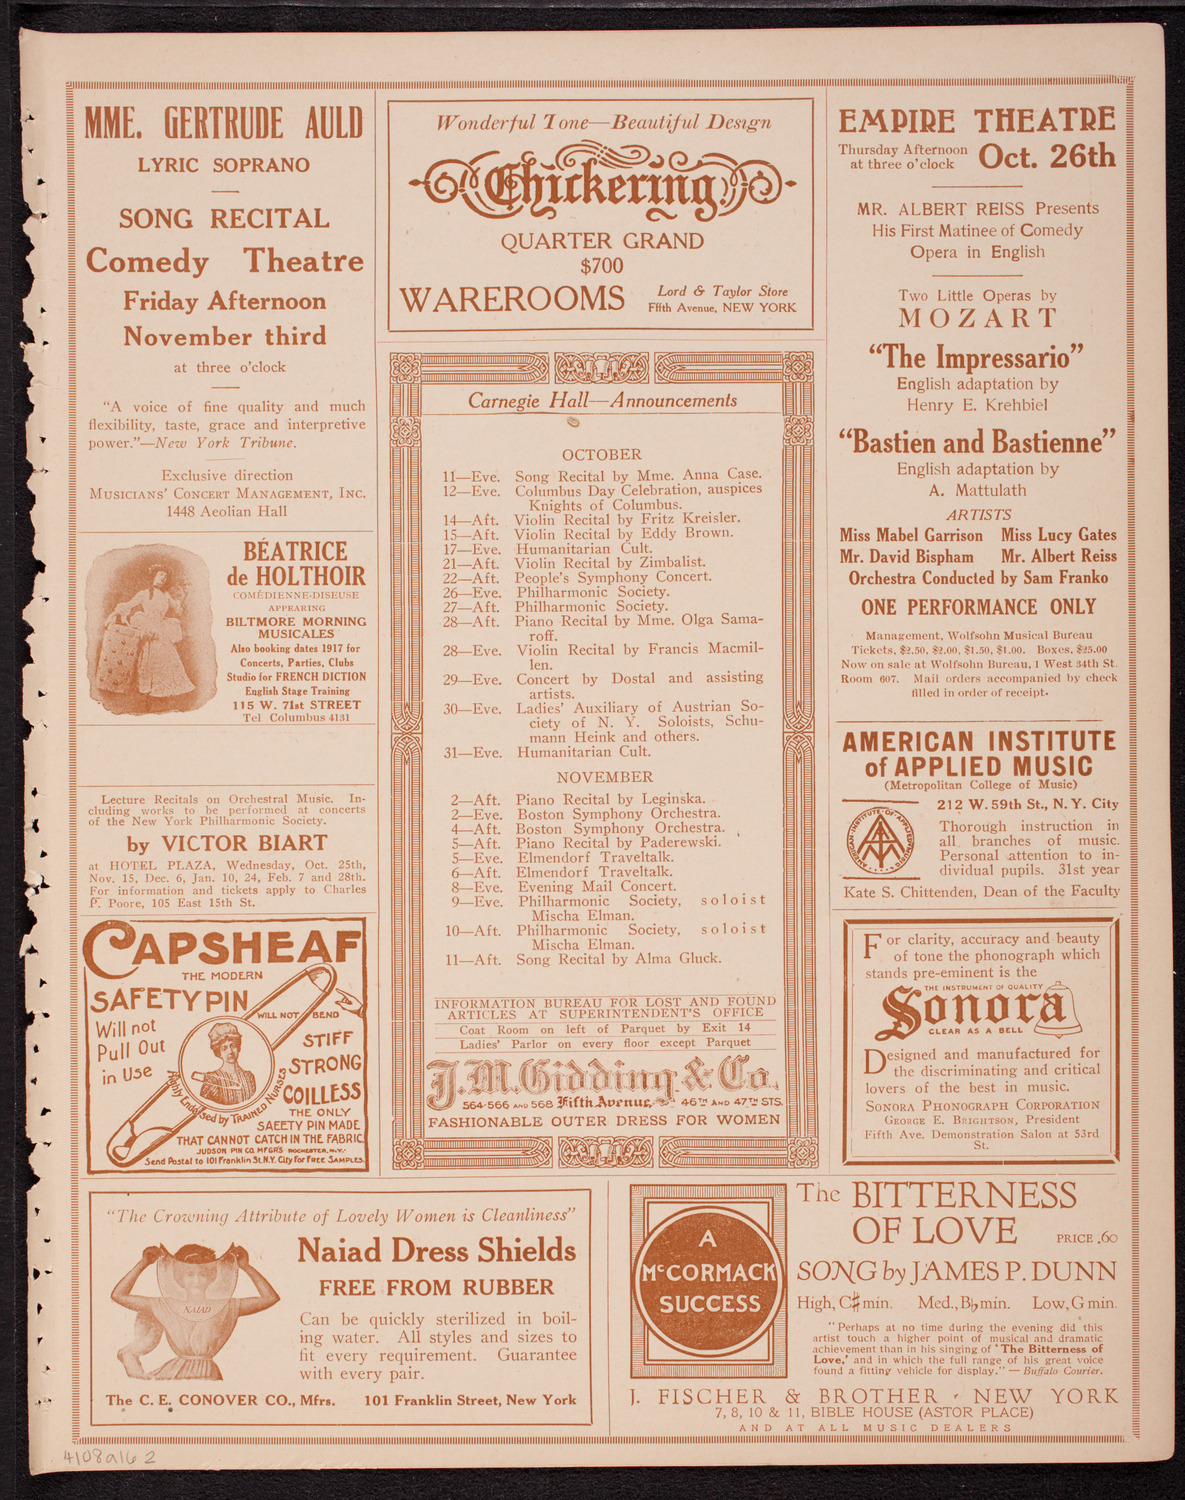 MME. GERTRUDE AULD
LYRIC SOPRANO
SONG RECITAL
Comedy Theatre
Friday Afternoon
November third
at three o'clock
"A voice of fine quality and much
flexibility, taste, grace and interpretive
power."—New York Tribune.
Exclusive direction
MUSICIANS' CONCERT MANAGEMENT, INC.
1448 Aeolian Hall
BÉATRICE
de HOLTHOIR
COMÉDIENNE-DISEUSE
APPEARING
BILTMORE MORNING
MUSICALES
Also booking dates 1917 for
Concerts, Parties, Clubs
Studio for FRENCH DICTION
English Stage Training
115 W. 71st STREET
Tel Columbus 4131
Lecture Recitals on Orchestral Music. In-
cluding works to be performed at concerts
of the New York Philharmonic Society.
by VICTOR BIART
at HOTEL PLAZA, Wednesday, Oct. 25th,
Nov. 15, Dec. 6, Jan. 10, 24, Feb. 7 and 28th.
For information and tickets apply to Charles
P. Poore, 105 East 15th St.
CAPSHEAF
THE MODERN
SAFETY PIN
WILL NOT BEND
Will not
Pull Out
in Use
STIFF
STRONG
COILLESS
Highly Endorsed by TRAINED NURSES
THE ONLY
SAFETY PIN MADE
THAT CANNOT CATCH IN THE FABRIC
JUDSON PIN CO. MFGRS ROCHESTER, N.Y.
Send Postal to 101 Franklin St. N.Y. City For FREE SAMPLES.
Wonderful Tone—Beautiful Design
Chickering
QUARTER GRAND
$700
WAREROOMS
Lord & Taylor Store
Fifth Avenue, NEW YORK
Carnegie Hall—Announcements
OCTOBER
11—Eve. Song Recital by Mme. Anna Case.
12—Eve. Columbus Day Celebration, auspices
Knights of Columbus.
14—Aft. Violin Recital by Fritz Kreisler.
15—Aft. Violin Recital by Eddy Brown.
17—Eve. Humanitarian Cult.
21—Aft. Violin Recital by Zimbalist.
22—Aft. People's Symphony Concert.
26—Eve. Philharmonic Society.
27—Aft. Philharmonic Society.
28—Aft. Piano Recital by Mme. Olga Sama-
roff.
28—Eve. Violin Recital by Francis Macmil-
len.
29—Eve. Concert by Dostal and assisting
artists.
30—Eve. Ladies' Auxiliary of Austrian So-
ciety of N. Y. Soloists, Schu-
mann Heink and others.
31—Eve. Humanitarian Cult.
NOVEMBER
2—Aft. Piano Recital by Leginska.
2—Eve. Boston Symphony Orchestra.
4—Aft. Boston Symphony Orchestra.
5—Aft. Piano Recital by Paderewski.
5—Eve. Elmendorf Traveltalk.
6—Aft. Elmendorf Traveltalk.
8—Eve. Evening Mail Concert.
9—Eve. Philharmonic Society, soloist
Mischa Elman.
10—Aft. Philharmonic Society, soloist
Mischa Elman.
11—Aft. Song Recital by Alma Gluck.
INFORMATION BUREAU FOR LOST AND FOUND
ARTICLES AT SUPERINTENDENT'S OFFICE
Coat Room on left of Parquet by Exit 14
Ladies' Parlor on every floor except Parquet
J.M. Gidding & Co.
564-566 AND 568 Fifth Avenue, 46TH AND 47TH STS.
FASHIONABLE OUTER DRESS FOR WOMEN
EMPIRE THEATRE
Thursday Afternoon
at three o'clock
Oct. 26th
MR. ALBERT REISS Presents
His First Matinee of Comedy
Opera in English
Two Little Operas by
MOZART
"The Impressario"
English adaptation by
Henry E. Krehbiel
"Bastien and Bastienne"
English adaptation by
A. Mattulath
ARTISTS
Miss Mabel Garrison Miss Lucy Gates
Mr. David Bispham Mr. Albert Reiss
Orchestra Conducted by Sam Franko
ONE PERFORMANCE ONLY
Management, Wolfsohn Musical Bureau
Tickets, $2.50, $2.00, $1.50, $1.00. Boxes, $25.00
Now on sale at Wolfsohn Bureau, 1 West 34th St.
Room 607. Mail orders accompanied by check
filled in order of receipt.
AMERICAN INSTITUTE
of APPLIED MUSIC
(Metropolitan College of Music)
212 W. 59th St., N. Y. City
AMERICAN INSTITUTE OF APPLIED MUSIC
Thorough instruction in
all branches of music.
Personal attention to in-
dividual pupils. 31st year
Kate S. Chittenden, Dean of the Faculty
For clarity, accuracy and beauty
of tone the phonograph which
stands pre-eminent is the
THE INSTRUMENT OF QUALITY
Sonora
CLEAR AS A BELL
Designed and manufactured for
the discriminating and critical
lovers of the best in music.
SONORA PHONOGRAPH CORPORATION
GEORGE E. BRIGHTSON, President
Fifth Ave. Demonstration Salon at 53rd
St.
"The Crowning Attribute of Lovely Women is Cleanliness"
NAIAD
Naiad Dress Shields
FREE FROM RUBBER
Can be quickly sterilized in boil-
ing water. All styles and sizes to
fit every requirement. Guarantee
with every pair.
The C. E. CONOVER CO., Mfrs. 101 Franklin Street, New York
A
McCORMACK
SUCCESS
The BITTERNESS
OF LOVE PRICE .60
SONG by JAMES P. DUNN
High, C♯ min. Med., B♭ min. Low, G min.
"Perhaps at no time during the evening did this
artist touch a higher point of musical and dramatic
achievement than in his singing of 'The Bitterness of
Love,' and in which the full range of his great voice
found a fitting vehicle for display." — Buffalo Courier.
J. FISCHER & BROTHER, NEW YORK
7, 8, 10 & 11, BIBLE HOUSE (ASTOR PLACE)
AND AT ALL MUSIC DEALERS
4108a16 2